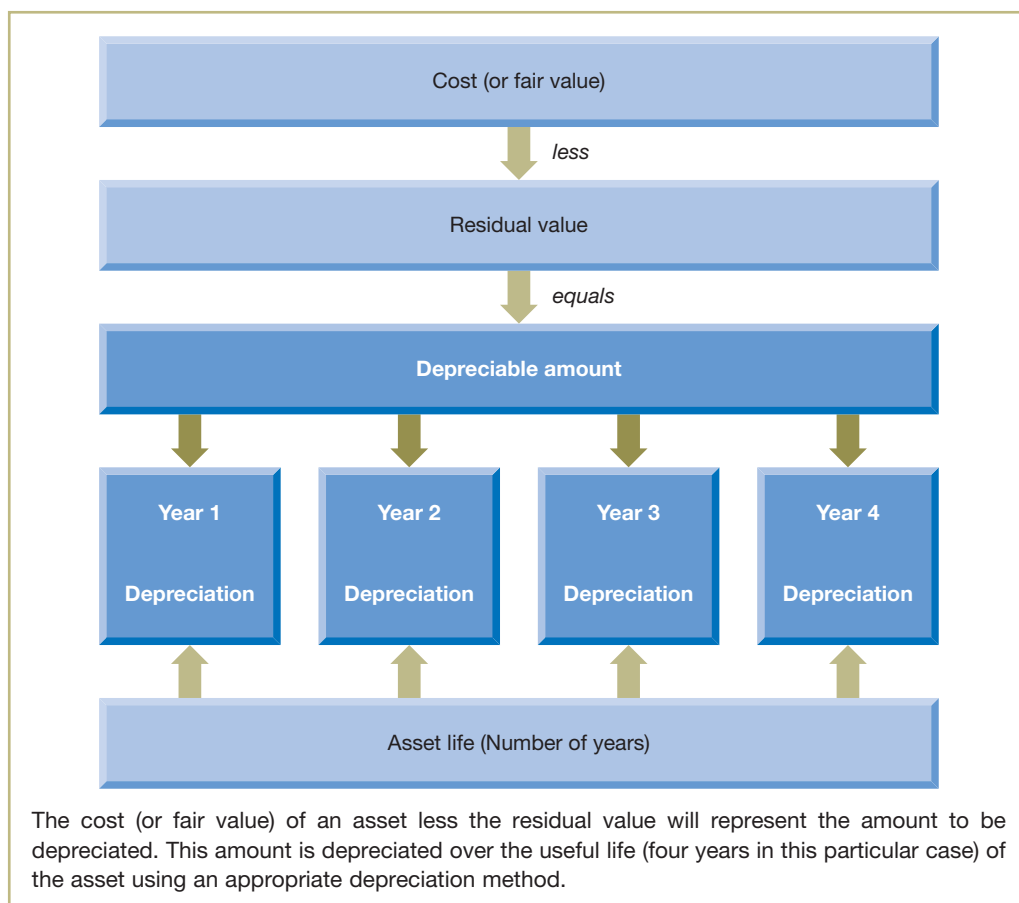 Cost (or fair value)
less
Residual value
equals
Depreciable amount
Year 1 Year 2 Year 3 Year 4
Depreciation Depreciation Depreciation Depreciation
Asset life (Number of years)
The cost (or fair value) of an asset less the residual value will represent the amount to be
depreciated. This amount is depreciated over the useful life (four years in this particular case) of
the asset using an appropriate depreciation method.